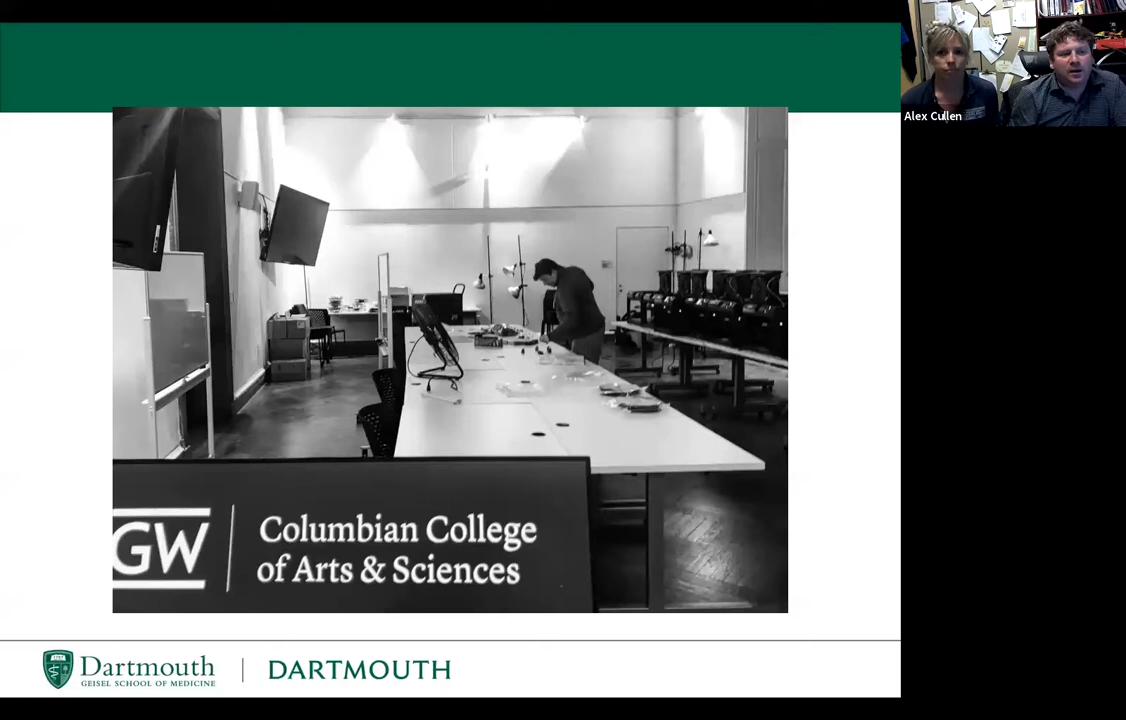 Alex Cullen
GW
Columbian College
of Arts & Sciences
Dartmouth
GEISEL SCHOOL OF MEDICINE
DARTMOUTH